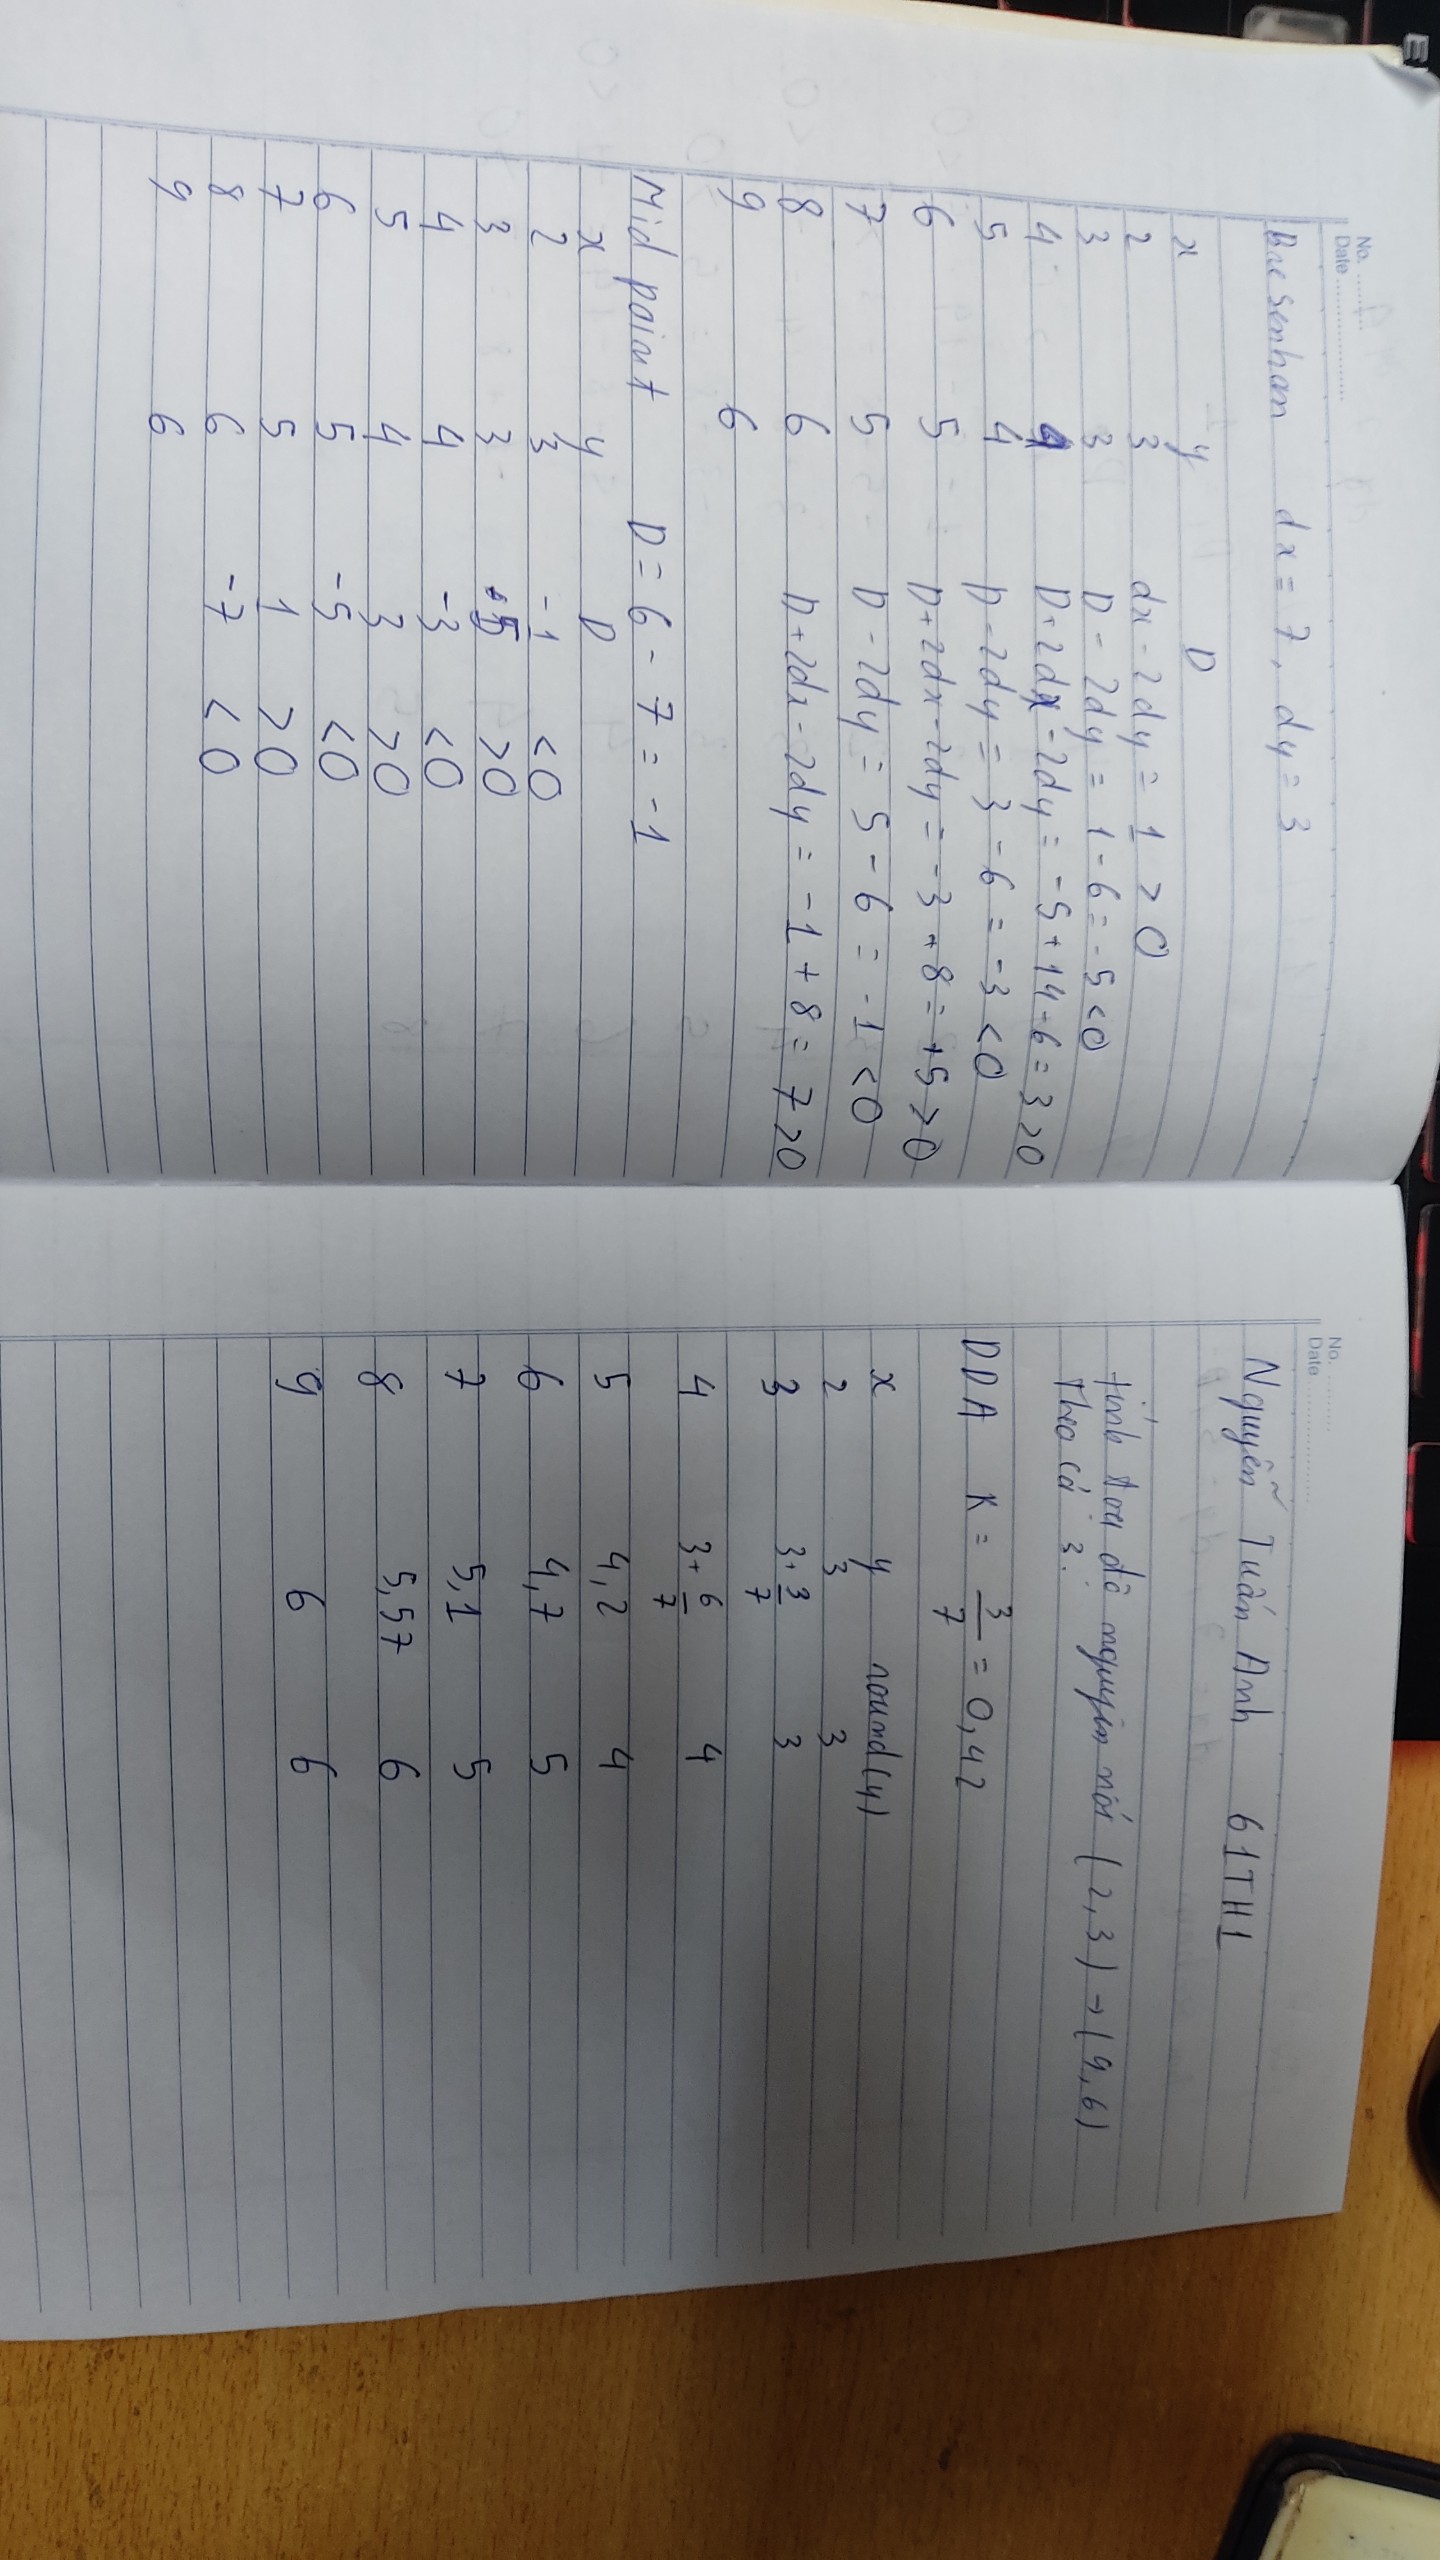 No. ..........
Date ....................
Bresenham dx = 7, dy = 3
x y D
2 3 dx - 2dy = 1 > 0
3 3 D - 2dy = 1 - 6 = -5 < 0
4 4 D + 2dx - 2dy = -5 + 14 - 6 = 3 > 0
5 4 D - 2dy = 3 - 6 = -3 < 0
6 5 D + 2dx - 2dy = -3 + 8 = +5 > 0
7 5 D - 2dy = 5 - 6 = -1 < 0
8 6 D + 2dx - 2dy = -1 + 8 = 7 > 0
9 6
Mid point D = 6 - 7 = -1
x y D
2 3 -1 < 0
3 3 5 > 0
4 4 -3 < 0
5 4 3 > 0
6 5 -5 < 0
7 5 1 > 0
8 6 -7 < 0
9 6
No. ..........
Date ....................
Nguyễn Tuấn Anh 61TH1
tính toạ độ nguyên nối (2,3) → (9,6)
Theo cả 3:
DDA K = 3/7 = 0,42
x y round(y)
2 3 3
3 3+3/7 3
4 3+6/7 4
5 4,2 4
6 4,7 5
7 5,1 5
8 5,57 6
9 6 6